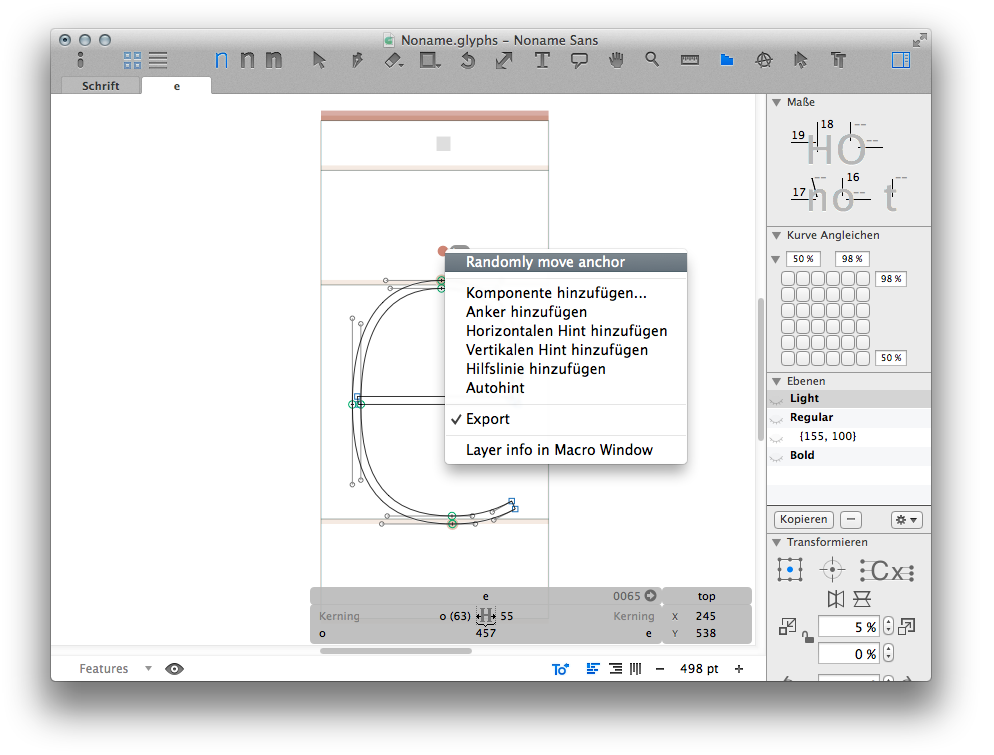 Noname.glyphs – Noname Sans
n n n T
Schrift
e
Randomly move anchor
Komponente hinzufügen...
Anker hinzufügen
Horizontalen Hint hinzufügen
Vertikalen Hint hinzufügen
Hilfslinie hinzufügen
Autohint
✓ Export
Layer info in Macro Window
e 0065
Kerning o (63) H 55 Kerning
o 457 e
top
X 245
Y 538
Features
498 pt
Maße
19 18 --
HO --
-- 16 --
17 no -- t
Kurve Angleichen
50 % 98 %
98 %
50 %
Ebenen
Light
Regular
{155, 100}
Bold
Kopieren
Transformieren
Cx
5 %
0 %